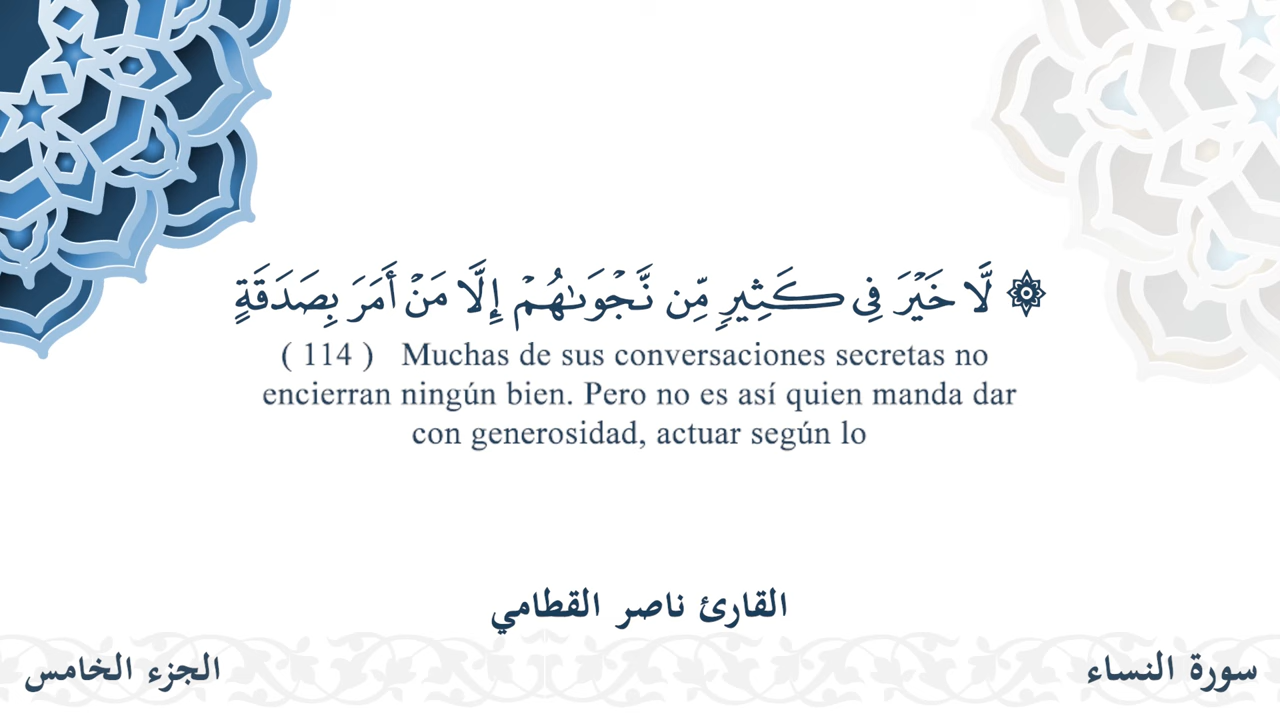 ۞ لَّا خَيْرَ فِى كَثِيرٍ مِّن نَّجْوَىٰهُمْ إِلَّا مَنْ أَمَرَ بِصَدَقَةٍ
( 114 ) Muchas de sus conversaciones secretas no
encierran ningún bien. Pero no es así quien manda dar
con generosidad, actuar según lo
القارئ ناصر القطامي
سورة النساء
الجزء الخامس